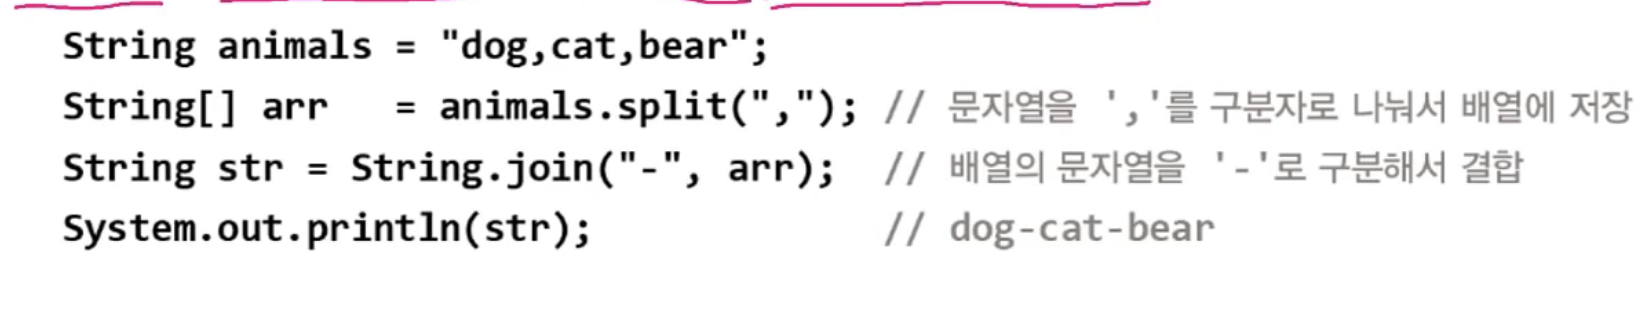 String animals = "dog,cat,bear";
String[] arr   = animals.split(","); // 문자열을 ','를 구분자로 나눠서 배열에 저장
String str = String.join("-", arr);  // 배열의 문자열을 '-'로 구분해서 결합
System.out.println(str);             // dog-cat-bear